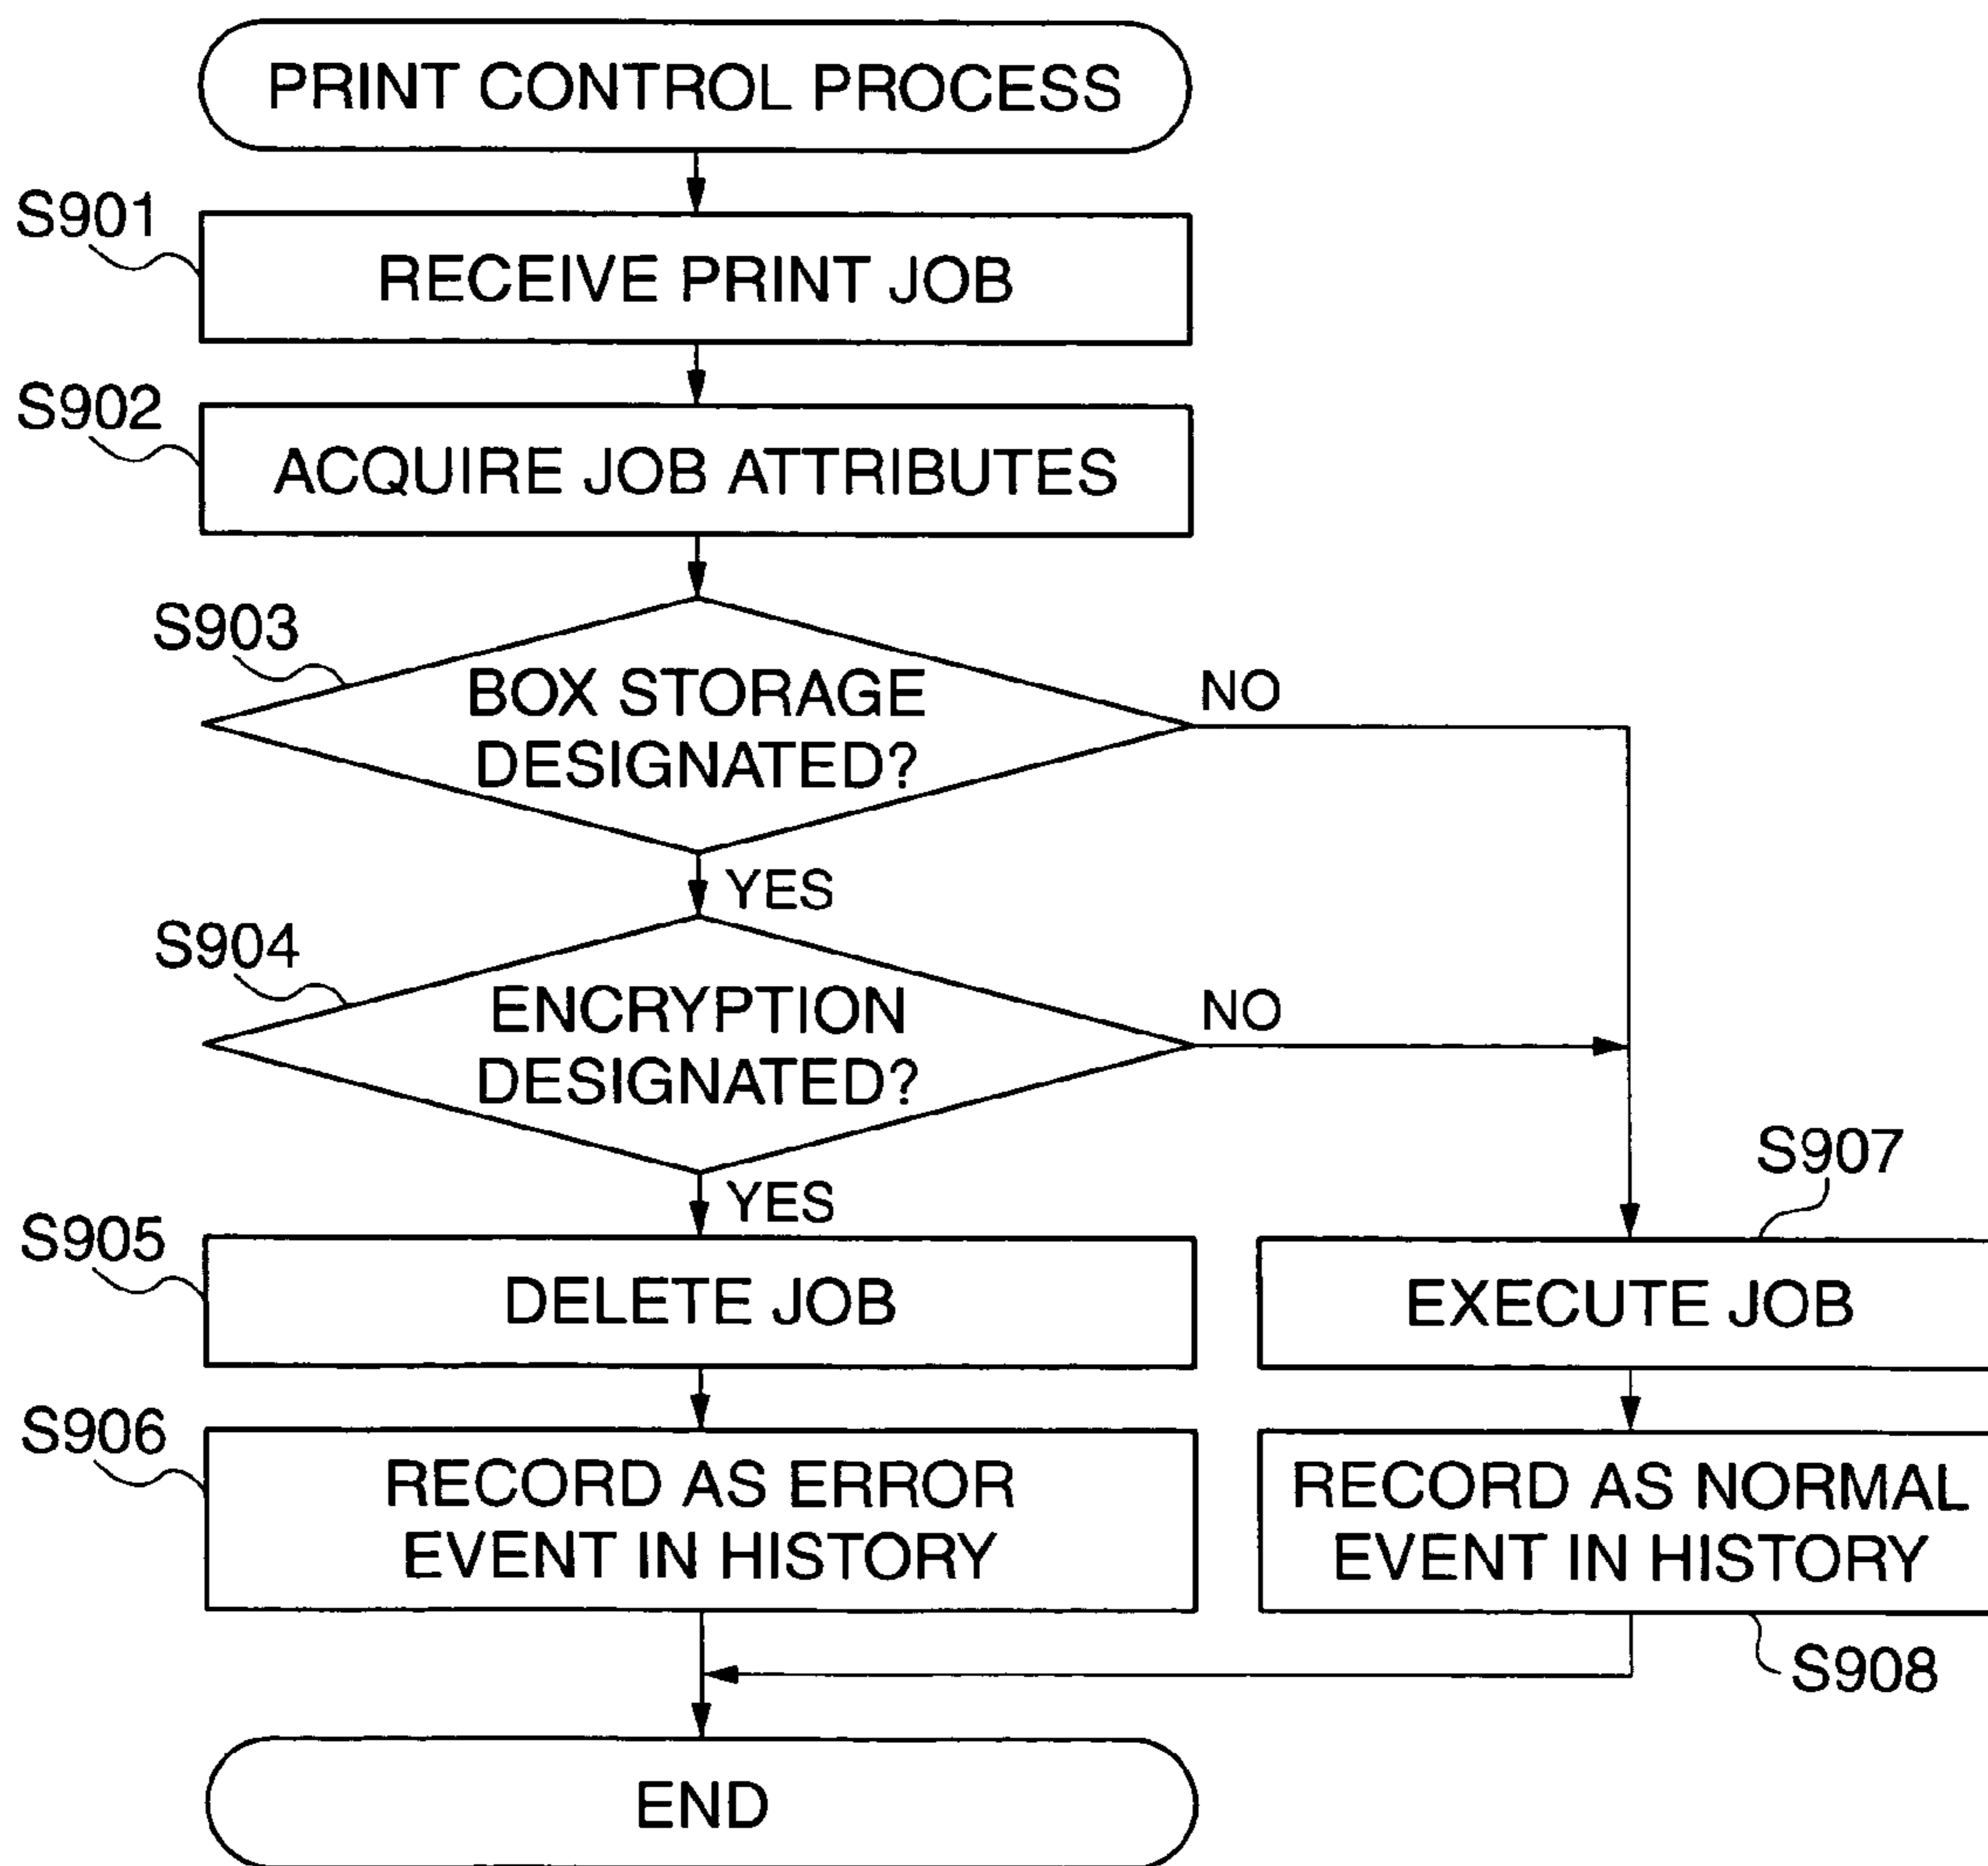 PRINT CONTROL PROCESS
S901
RECEIVE PRINT JOB
S902
ACQUIRE JOB ATTRIBUTES
S903
BOX STORAGE
DESIGNATED?
NO
YES
S904
ENCRYPTION
DESIGNATED?
NO
YES
S905
DELETE JOB
S907
EXECUTE JOB
S906
RECORD AS ERROR
EVENT IN HISTORY
RECORD AS NORMAL
EVENT IN HISTORY
S908
END